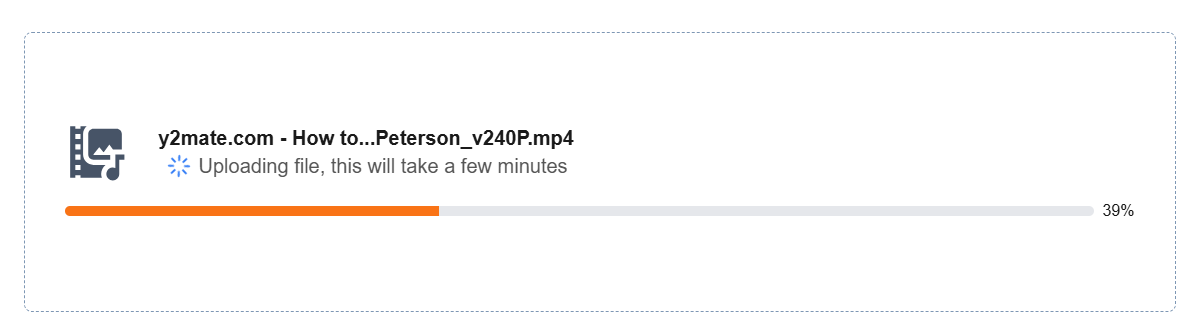 y2mate.com - How to...Peterson_v240P.mp4
Uploading file, this will take a few minutes
39%